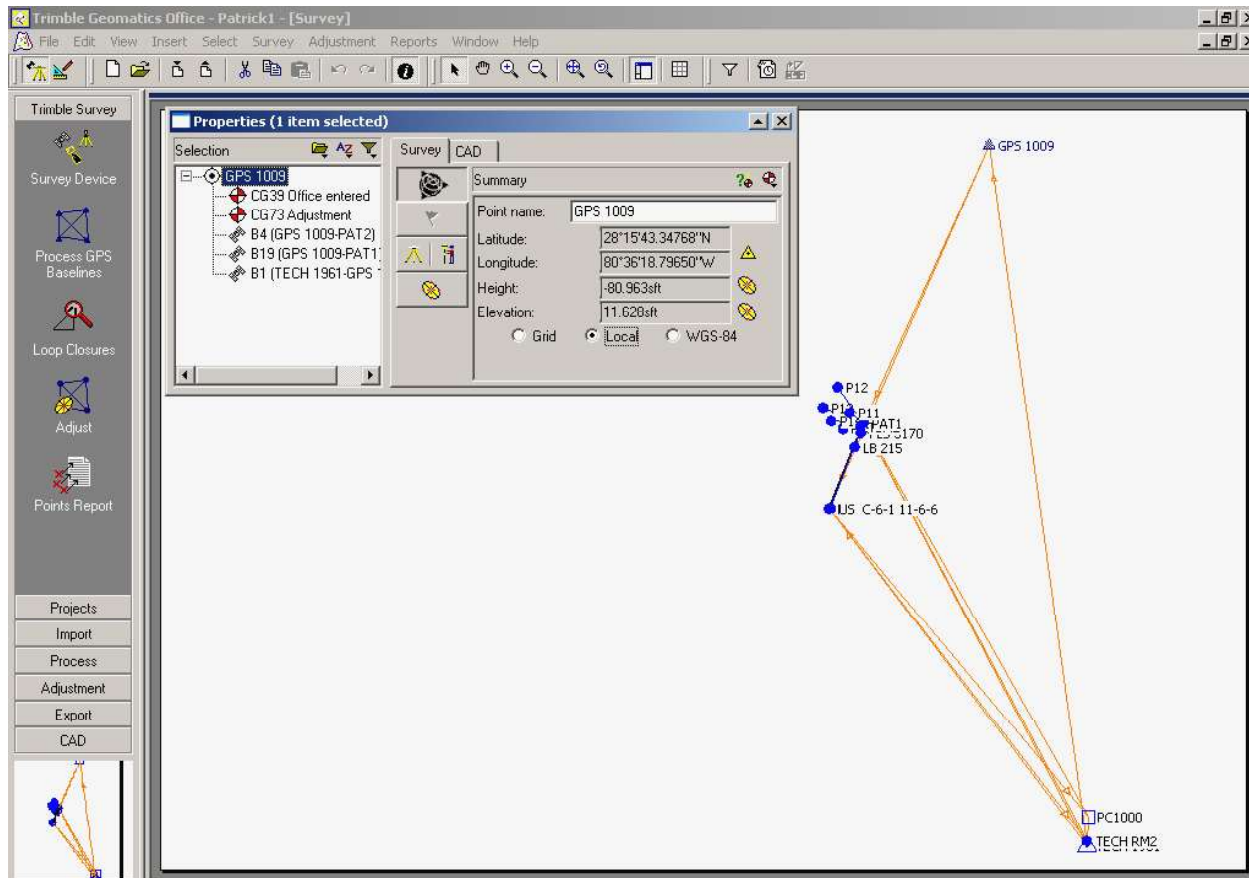 Trimble Geomatics Office - Patrick1 - [Survey]
File Edit View Insert Select Survey Adjustment Reports Window Help
Trimble Survey
Survey Device
Process GPS
Baselines
Loop Closures
Adjust
Points Report
Projects
Import
Process
Adjustment
Export
CAD
Properties (1 item selected)
Selection
GPS 1009
CG39 Office entered
CG73 Adjustment
B4 (GPS 1009-PAT2)
B19 (GPS 1009-PAT1
B1 (TECH 1961-GPS
Survey CAD
Summary
Point name: GPS 1009
Latitude: 28°15'43.34768"N
Longitude: 80°36'18.79650"W
Height: -80.963sft
Elevation: 11.628sft
Grid Local WGS-84
GPS 1009
P12
P11
PAT1
170
LB 215
US C-6-1 11-6-6
PC1000
TECH RM2